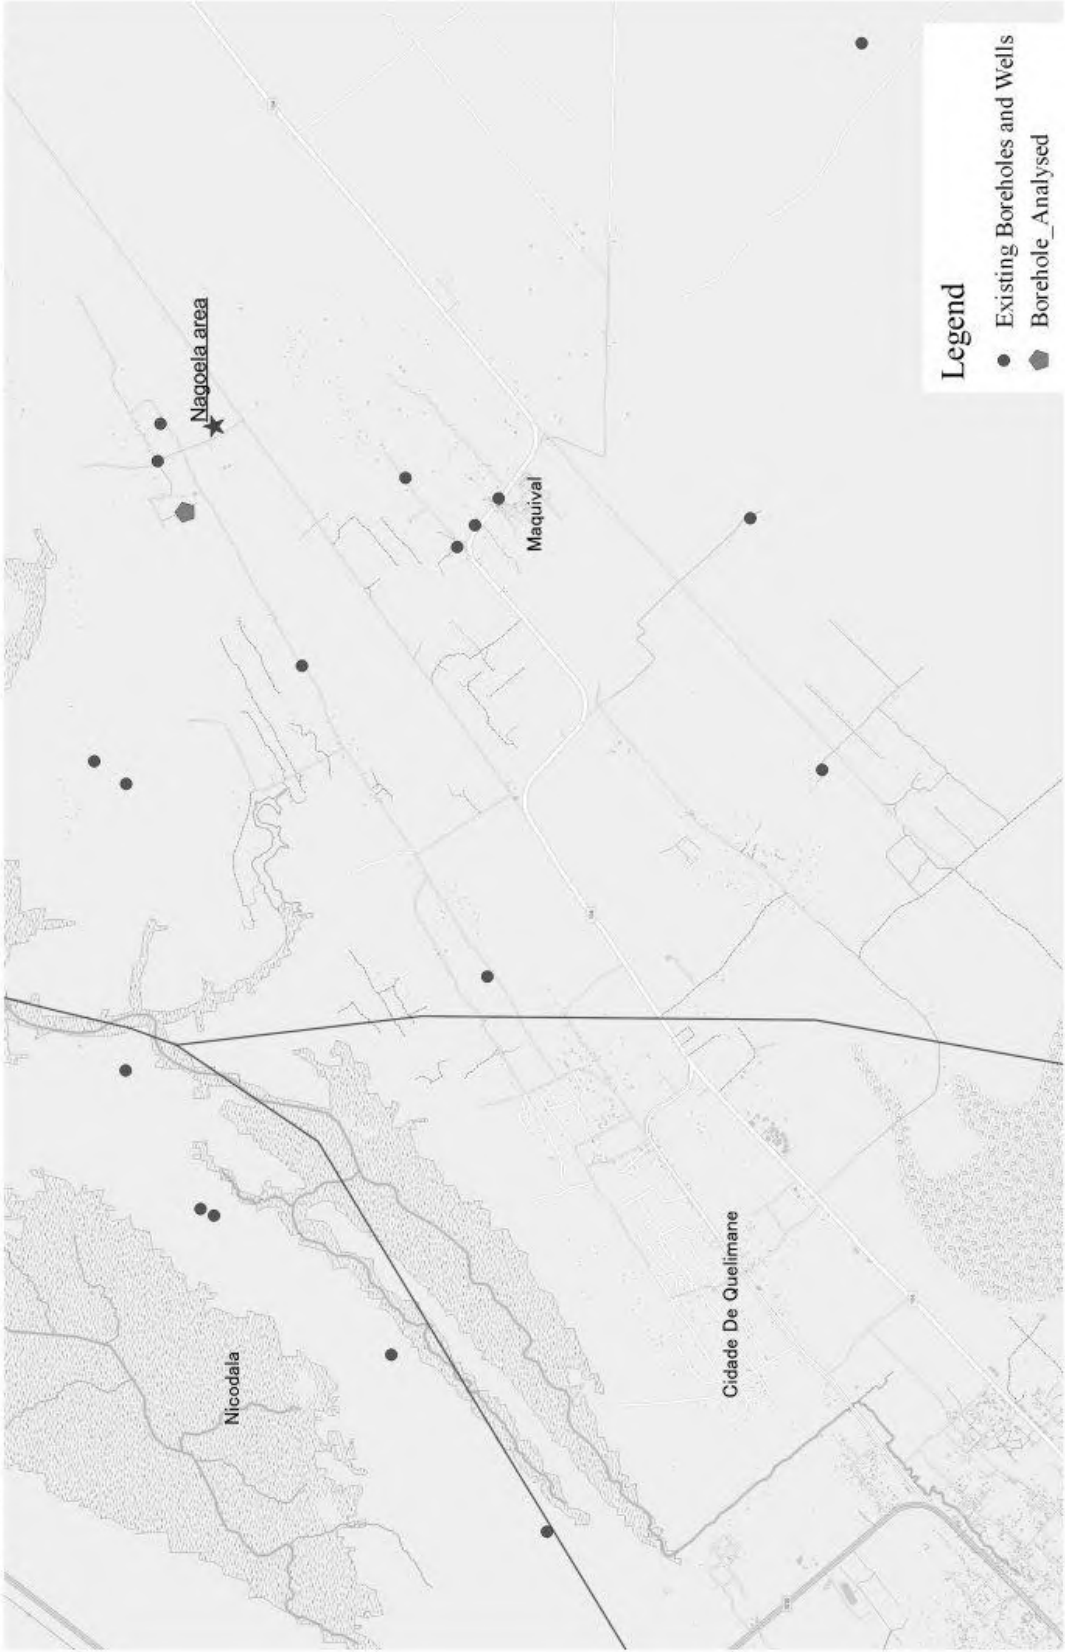 Nicodala
Cidade De Quelimane
Maquival
Nagoela area
Legend
Existing Boreholes and Wells
Borehole_Analysed